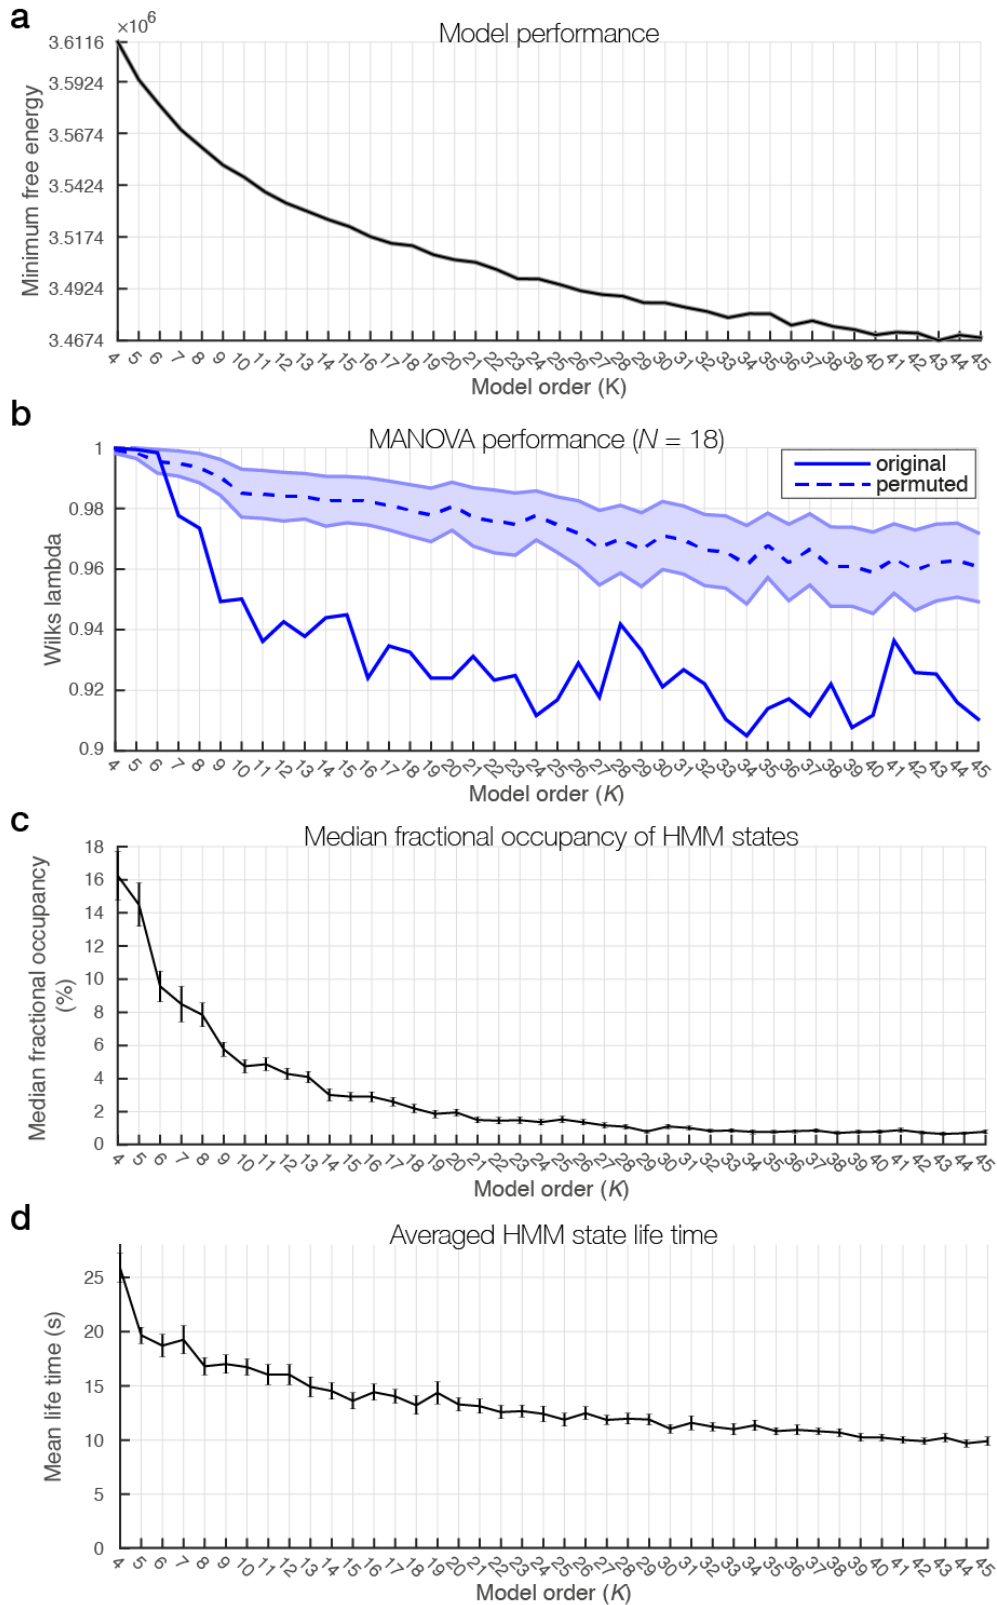 a
×10⁶
Model performance
3.6116
3.5924
3.5674
3.5424
3.5174
3.4924
3.4674
Minimum free energy
4 5 6 7 8 9 10 11 12 13 14 15 16 17 18 19 20 21 22 23 24 25 26 27 28 29 30 31 32 33 34 35 36 37 38 39 40 41 42 43 44 45
Model order (K)
b
MANOVA performance (N = 18)
original
permuted
1
0.98
0.96
0.94
0.92
0.9
Wilks lambda
4 5 6 7 8 9 10 11 12 13 14 15 16 17 18 19 20 21 22 23 24 25 26 27 28 29 30 31 32 33 34 35 36 37 38 39 40 41 42 43 44 45
Model order (K)
c
Median fractional occupancy of HMM states
18
16
14
12
10
8
6
4
2
0
Median fractional occupancy
(%)
4 5 6 7 8 9 10 11 12 13 14 15 16 17 18 19 20 21 22 23 24 25 26 27 28 29 30 31 32 33 34 35 36 37 38 39 40 41 42 43 44 45
Model order (K)
d
Averaged HMM state life time
25
20
15
10
5
0
Mean life time (s)
4 5 6 7 8 9 10 11 12 13 14 15 16 17 18 19 20 21 22 23 24 25 26 27 28 29 30 31 32 33 34 35 36 37 38 39 40 41 42 43 44 45
Model order (K)